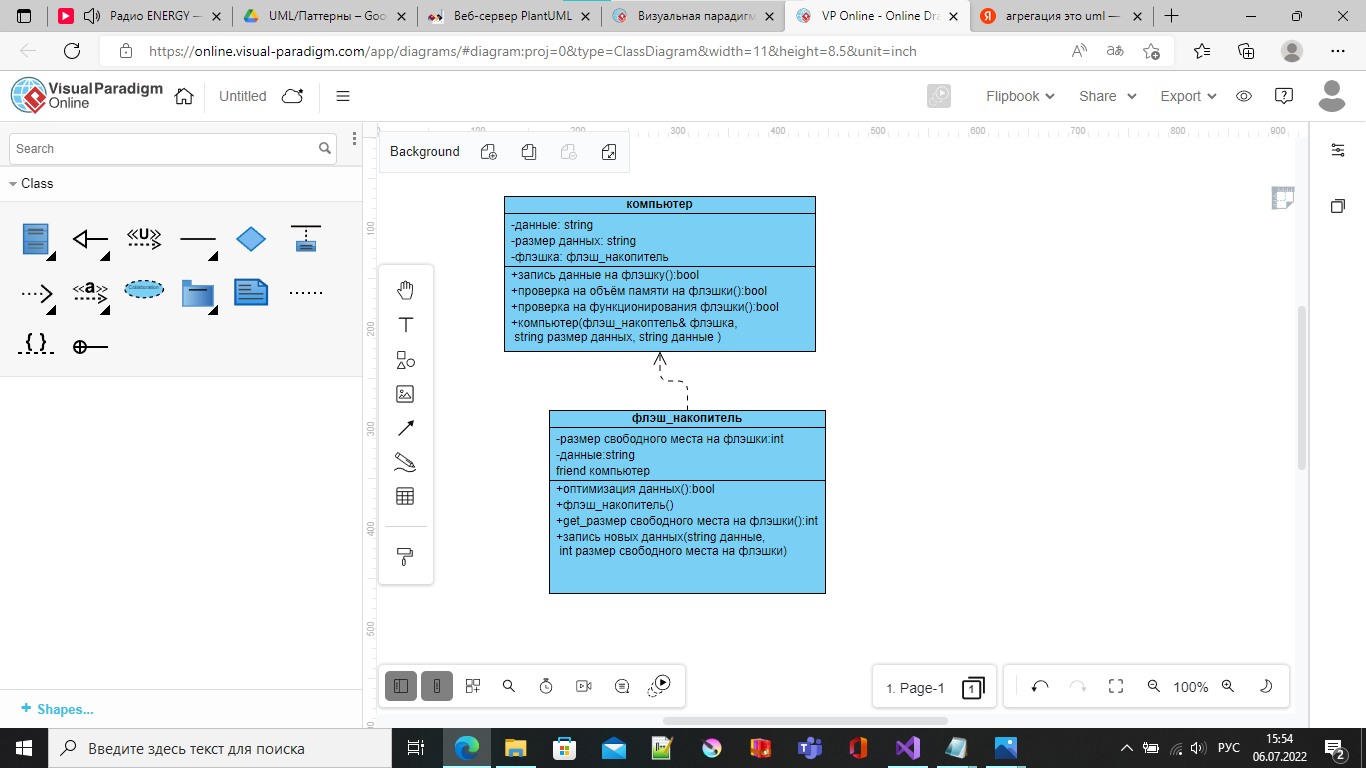 Радио ENERGY —
UML/Паттерны – Goo
Веб-сервер PlantUML
Визуальная парадигм
VP Online - Online Dra
Я
агрегация это uml —
https://online.visual-paradigm.com/app/diagrams/#diagram:proj=0&type=ClassDiagram&width=11&height=8.5&unit=inch
Visual Paradigm
Online
Untitled
Flipbook
Share
Export
Search
Class
<<U>>
<<a>>
Collaboration
{ }
Shapes...
Background
100
200
300
400
500
600
700
800
900
100
200
300
400
500
компьютер
-данные: string
-размер данных: string
-флэшка: флэш_накопитель
+запись данные на флэшку():bool
+проверка на объём памяти на флэшки():bool
+проверка на функционирования флэшки():bool
+компьютер(флэш_накоптель& флэшка,
string размер данных, string данные )
флэш_накопитель
-размер свободного места на флэшки:int
-данные:string
friend компьютер
+оптимизация данных():bool
+флэш_накопитель()
+get_размер свободного места на флэшки():int
+запись новых данных(string данные,
int размер свободного места на флэшки)
1. Page-1
1
100%
Введите здесь текст для поиска
РУС
15:54
06.07.2022
2